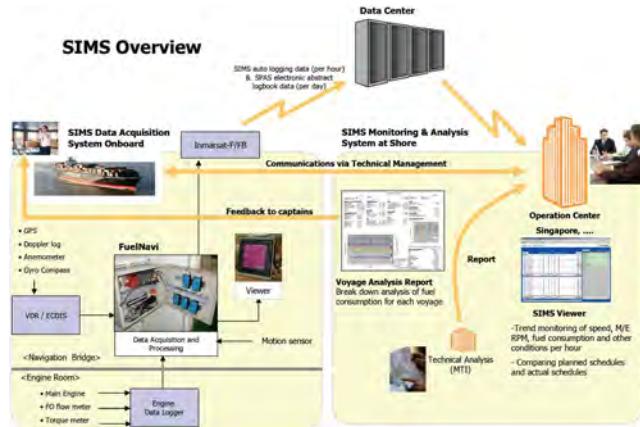 SIMS Overview
Data Center
SIMS auto logging data (per hour)
& SPAS electronic abstract
logbook data (per day)
SIMS Data Acquisition
System Onboard
Inmarsat-F/FB
SIMS Monitoring & Analysis
System at Shore
Communications via Technical Management
Feedback to captains
Operation Center
Singapore, ....
• GPS
• Doppler log
• Anemometer
• Gyro Compass
FuelNavi
Viewer
VDR / ECDIS
Data Acquisition and
Processing
Motion sensor
<Navigation Bridge>
<Engine Room>
• Main Engine
• FO flow meter
• Torque meter
Engine
Data Logger
Voyage Analysis Report
Break down analysis of fuel
consumption for each voyage
Report
Technical Analysis
(MTI)
SIMS Viewer
-Trend monitoring of speed, M/E
RPM, fuel consumption and other
conditions per hour
- Comparing planned schedules
and actual schedules